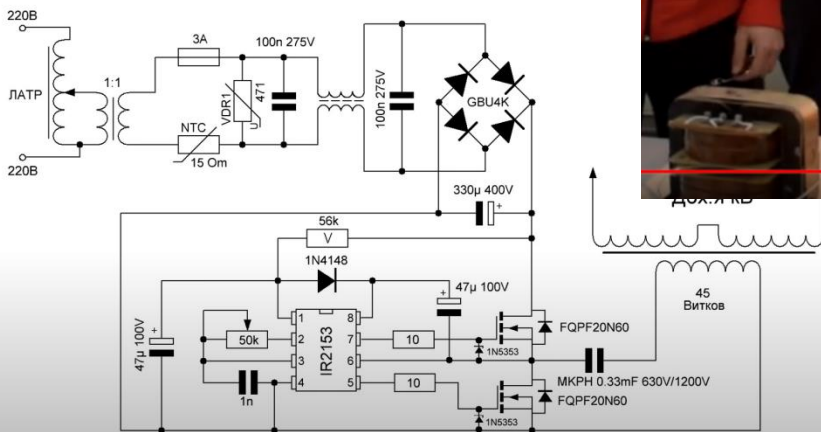 220В
ЛАТР
220В
1:1
3А
NTC
15 Om
VDR1
U
471
100n 275V
100n 275V
GBU4K
330µ 400V
+
56k
V
1N4148
47µ 100V
+
47µ 100V
+
50k
1n
1
2
3
4
8
7
6
5
IR2153
10
10
1N5353
1N5353
FQPF20N60
FQPF20N60
MKPH 0.33mF 630V/1200V
45
Витков